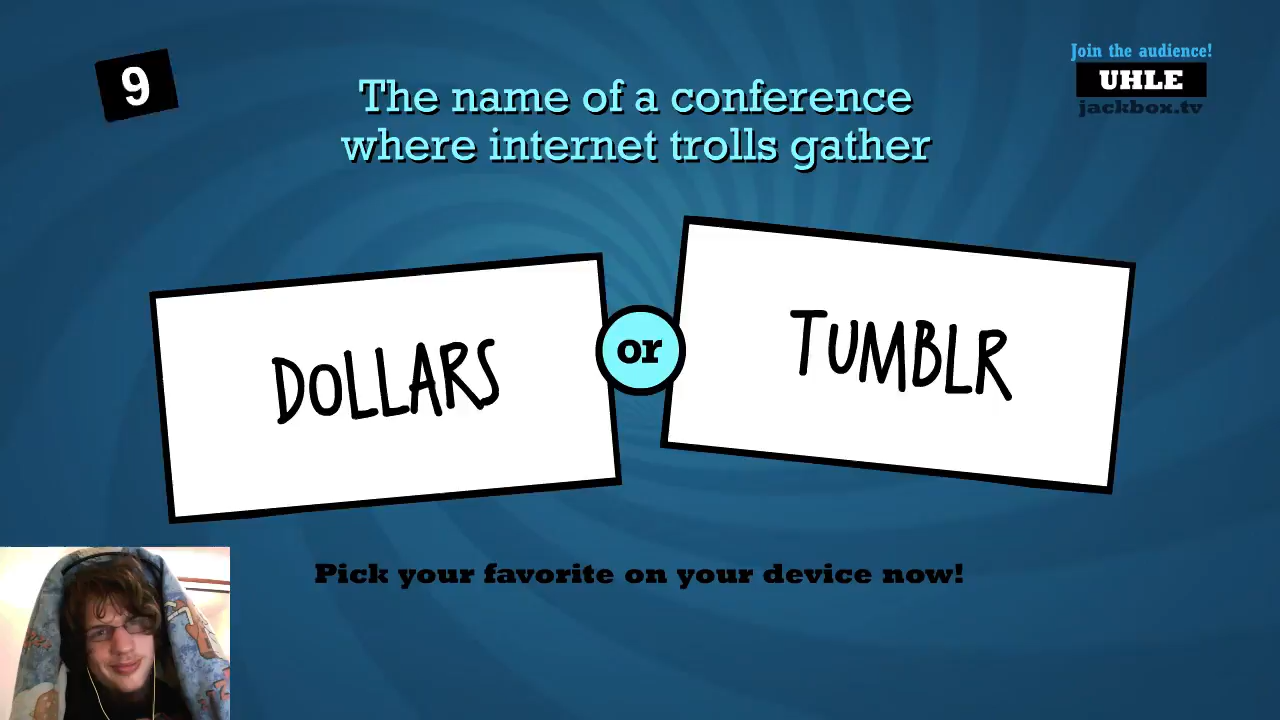 9
The name of a conference
where internet trolls gather
Join the audience!
UHLE
jackbox.tv
DOLLARS
or
TUMBLR
Pick your favorite on your device now!